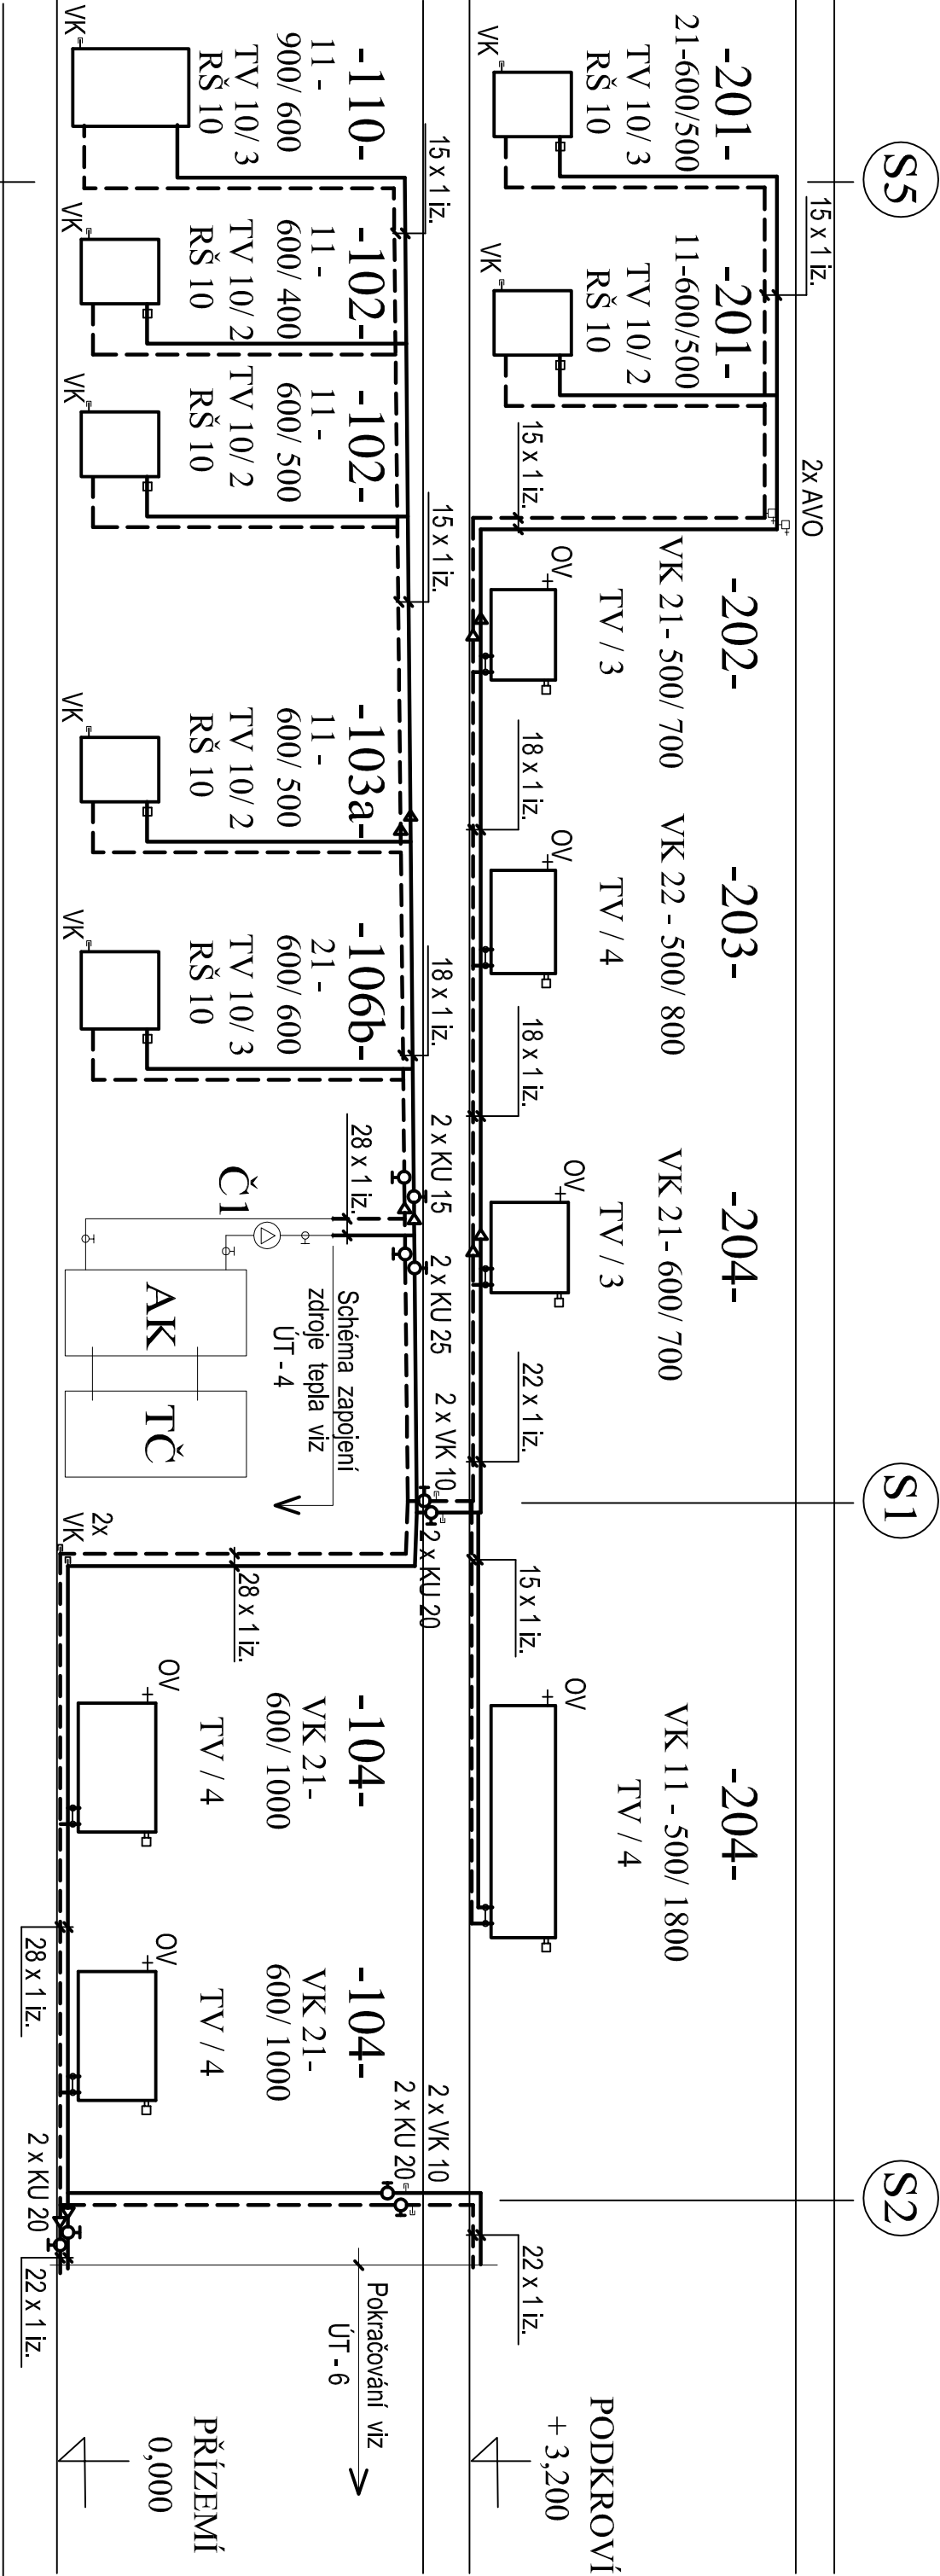 S5
S1
S2
-201-
21-600/500
TV 10/ 3
RŠ 10
VK
15 x 1 iz.
-201-
11-600/500
TV 10/ 2
RŠ 10
VK
2x AVO
15 x 1 iz.
-202-
VK 21- 500/ 700
TV / 3
OV
18 x 1 iz.
-203-
VK 22 - 500/ 800
TV / 4
OV
18 x 1 iz.
-204-
VK 21- 600/ 700
TV / 3
OV
22 x 1 iz.
15 x 1 iz.
-204-
VK 11 - 500/ 1800
TV / 4
OV
22 x 1 iz.
PODKROVÍ
+ 3,200
-110-
11 -
900/ 600
TV 10/ 3
RŠ 10
VK
15 x 1 iz.
-102-
11 -
600/ 400
TV 10/ 2
RŠ 10
VK
-102-
11 -
600/ 500
TV 10/ 2
RŠ 10
VK
15 x 1 iz.
-103a-
11 -
600/ 500
TV 10/ 2
RŠ 10
VK
-106b-
21 -
600/ 600
TV 10/ 3
RŠ 10
VK
18 x 1 iz.
2 x KU 15
2 x KU 25
2 x VK 10
2 x KU 20
28 x 1 iz.
Č1
AK
TČ
Schéma zapojení
zdroje tepla viz
ÚT - 4
2x
VK
28 x 1 iz.
-104-
VK 21-
600/ 1000
TV / 4
OV
28 x 1 iz.
-104-
VK 21-
600/ 1000
TV / 4
OV
2 x VK 10
2 x KU 20
2 x KU 20
22 x 1 iz.
Pokračování viz
ÚT - 6
PŘÍZEMÍ
0,000